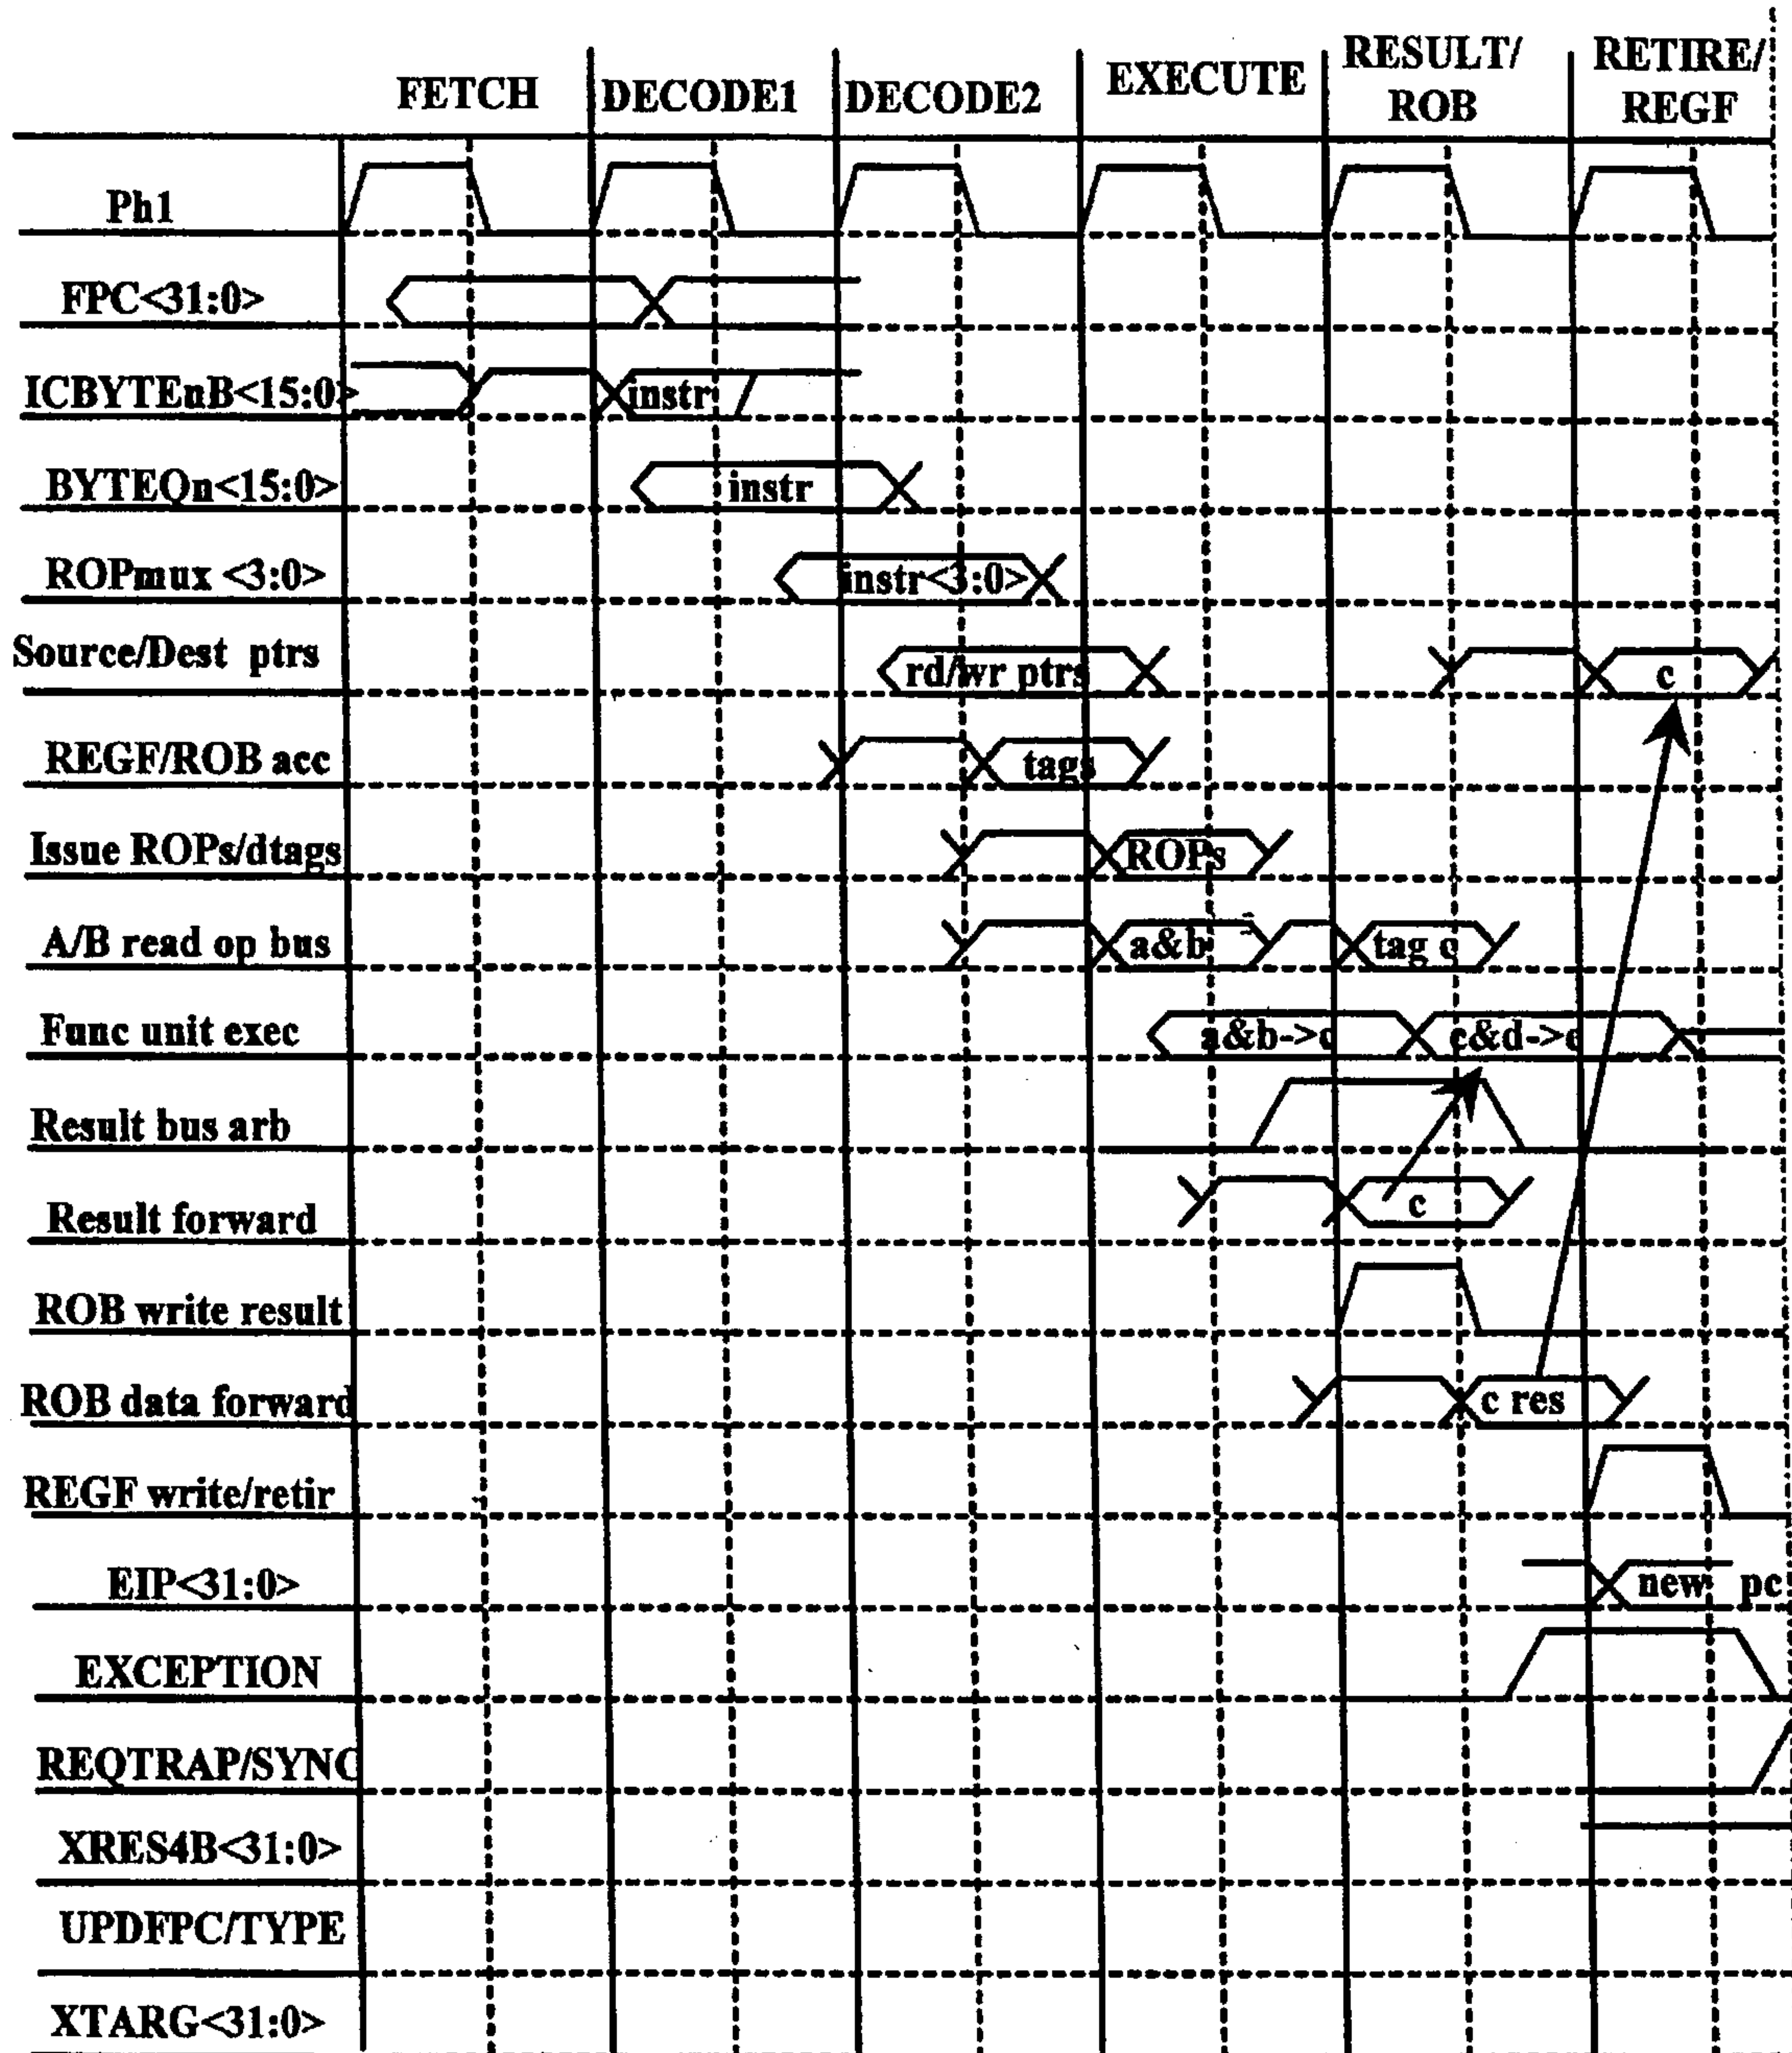 FETCH DECODE1 DECODE2 EXECUTE RESULT/ROB RETIRE/REGF
Ph1
FPC<31:0>
ICBYTEnB<15:0> instr
BYTEQn<15:0> instr
ROPmux <3:0> instr<3:0>
Source/Dest ptrs rd/wr ptrs c
REGF/ROB acc tags
Issue ROPs/dtags ROPs
A/B read op bus a&b tag c
Func unit exec a&b->c c&d->e
Result bus arb
Result forward c
ROB write result
ROB data forward c res
REGF write/retir
EIP<31:0> new pc
EXCEPTION
REQTRAP/SYNC
XRES4B<31:0>
UPDFPC/TYPE
XTARG<31:0>